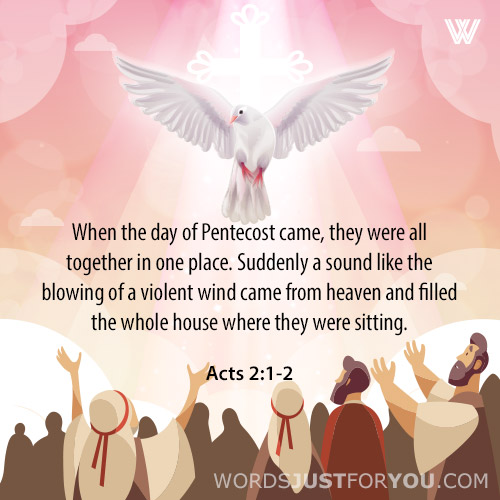 W
When the day of Pentecost came, they were all
together in one place. Suddenly a sound like the
blowing of a violent wind came from heaven and filled
the whole house where they were sitting.
Acts 2:1-2
WORDSJUSTFORYOU.COM